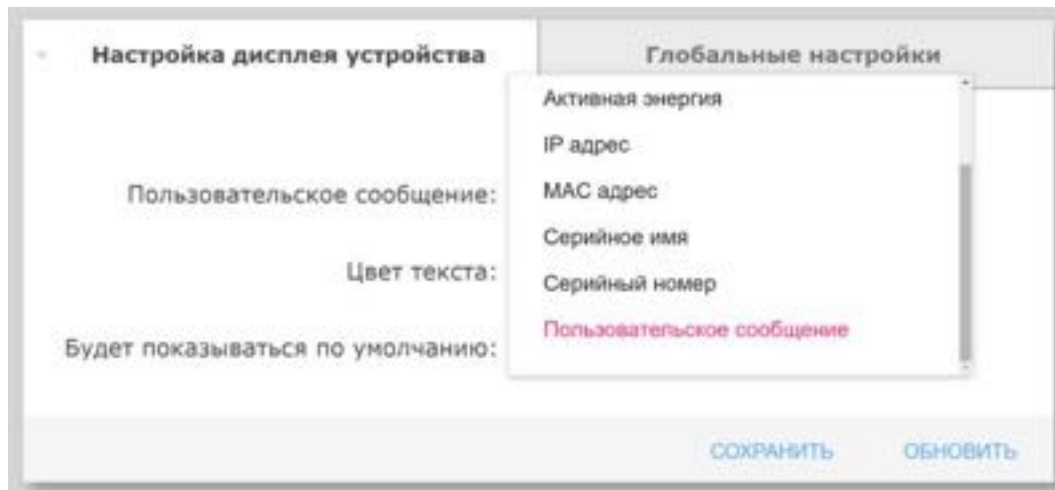 Настройка дисплея устройства
Глобальные настройки
Активная энергия
IP адрес
MAC адрес
Пользовательское сообщение:
Серийное имя
Цвет текста:
Серийный номер
Пользовательское сообщение
Будет показываться по умолчанию:
СОХРАНИТЬ
ОБНОВИТЬ